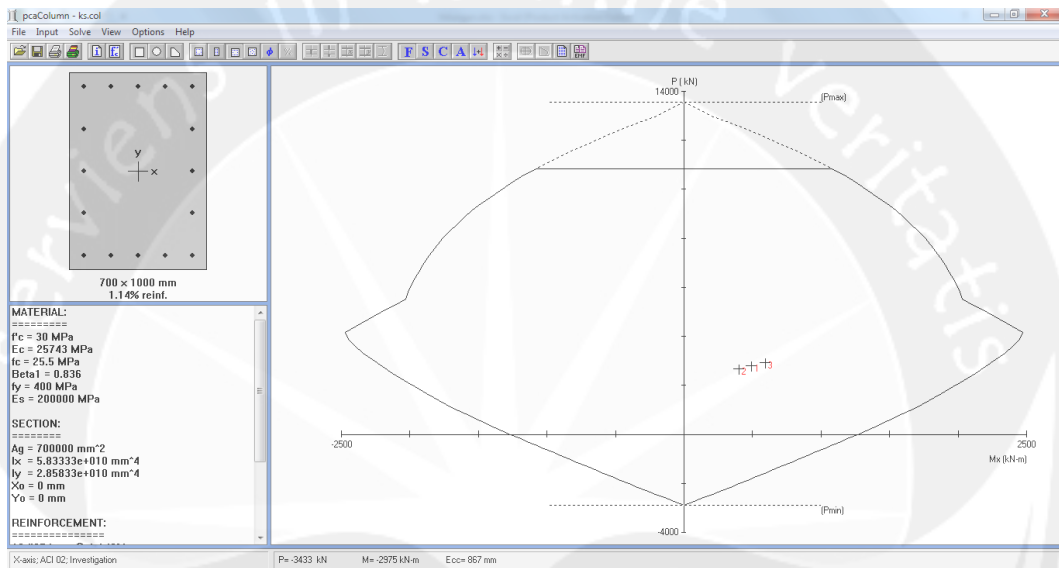 pcaColumn - ks.col
File Input Solve View Options Help
F S C A
y
x
700 x 1000 mm
1.14% reinf.
MATERIAL:
=========
f'c = 30 MPa
Ec = 25743 MPa
fc = 25.5 MPa
Beta1 = 0.836
fy = 400 MPa
Es = 200000 MPa
SECTION:
========
Ag = 700000 mm^2
Ix = 5.83333e+010 mm^4
Iy = 2.85833e+010 mm^4
Xo = 0 mm
Yo = 0 mm
REINFORCEMENT:
===============
P ( kN)
14000
(Pmax)
2
1
3
-2500
2500
Mx (kN-m)
(Pmin)
-4000
X-axis; ACI 02; Investigation
P= -3433 kN M= -2975 kN-m Ecc= 867 mm
in
veritatis
serviens